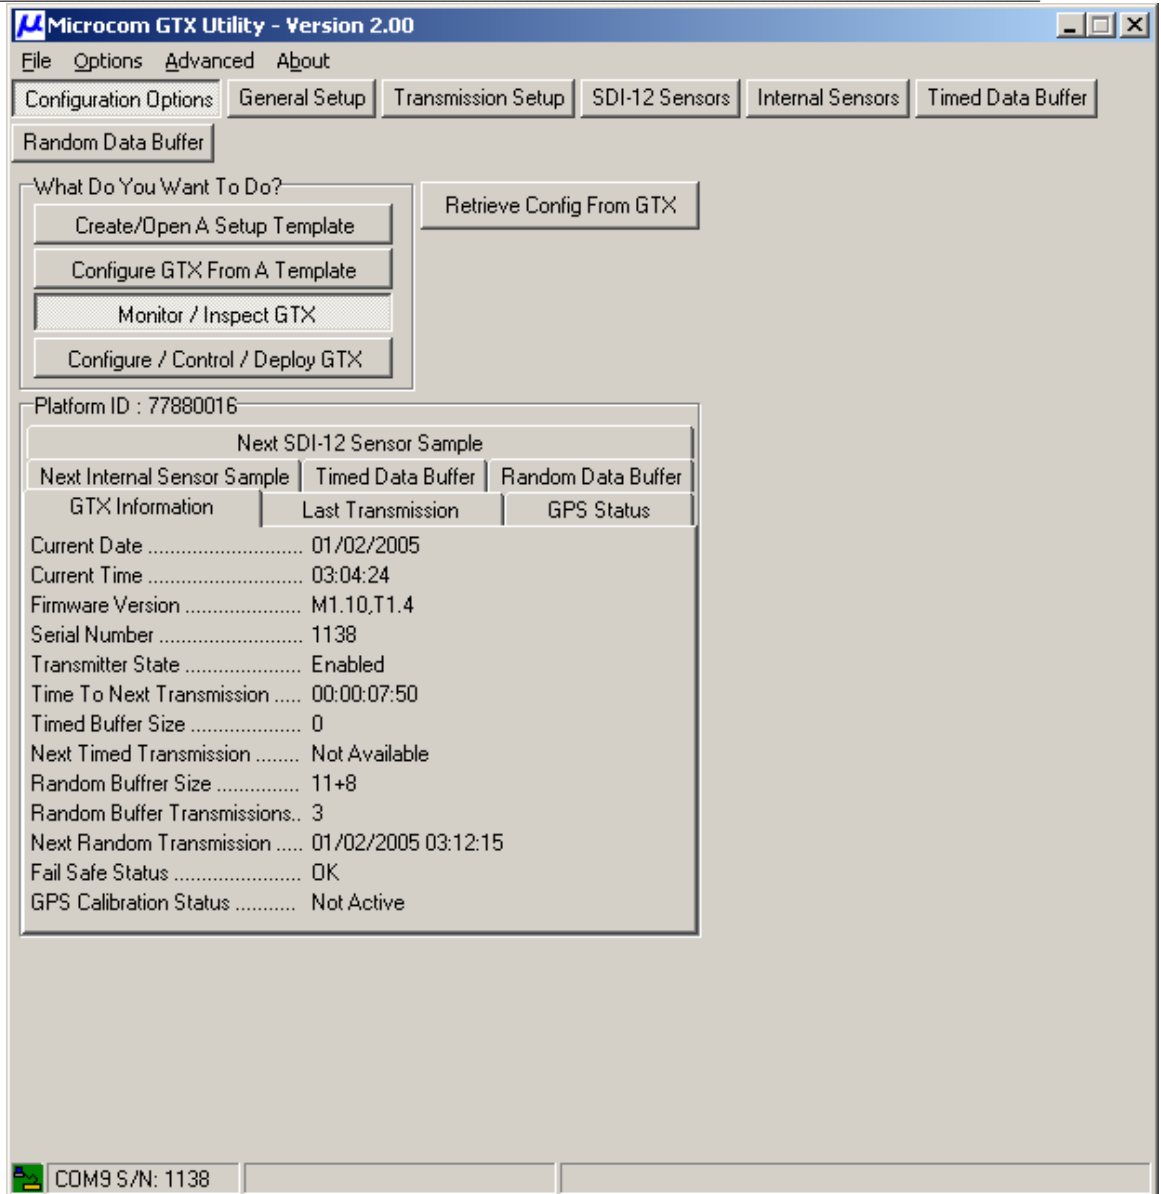 Microcom GTX Utility - Version 2.00
File Options Advanced About
Configuration Options General Setup Transmission Setup SDI-12 Sensors Internal Sensors Timed Data Buffer
Random Data Buffer
What Do You Want To Do?
Retrieve Config From GTX
Create/Open A Setup Template
Configure GTX From A Template
Monitor / Inspect GTX
Configure / Control / Deploy GTX
Platform ID : 77880016
Next SDI-12 Sensor Sample
Next Internal Sensor Sample Timed Data Buffer Random Data Buffer
GTX Information Last Transmission GPS Status
Current Date ............................ 01/02/2005
Current Time ............................ 03:04:24
Firmware Version ..................... M1.10,T1.4
Serial Number .......................... 1138
Transmitter State ..................... Enabled
Time To Next Transmission ..... 00:00:07:50
Timed Buffer Size .................... 0
Next Timed Transmission ........ Not Available
Random Buffrer Size ............... 11+8
Random Buffer Transmissions.. 3
Next Random Transmission ..... 01/02/2005 03:12:15
Fail Safe Status ....................... OK
GPS Calibration Status ........... Not Active
COM9 S/N: 1138